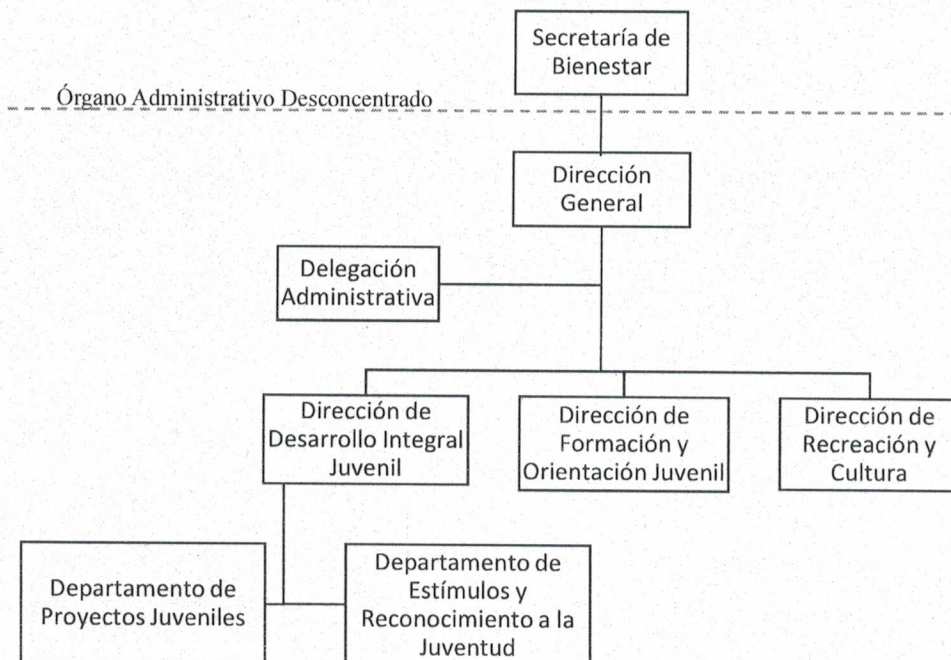 Secretaría de
Bienestar
Órgano Administrativo Desconcentrado
Dirección
General
Delegación
Administrativa
Dirección de
Desarrollo Integral
Juvenil
Dirección de
Formación y
Orientación Juvenil
Dirección de
Recreación y
Cultura
Departamento de
Proyectos Juveniles
Departamento de
Estímulos y
Reconocimiento a la
Juventud